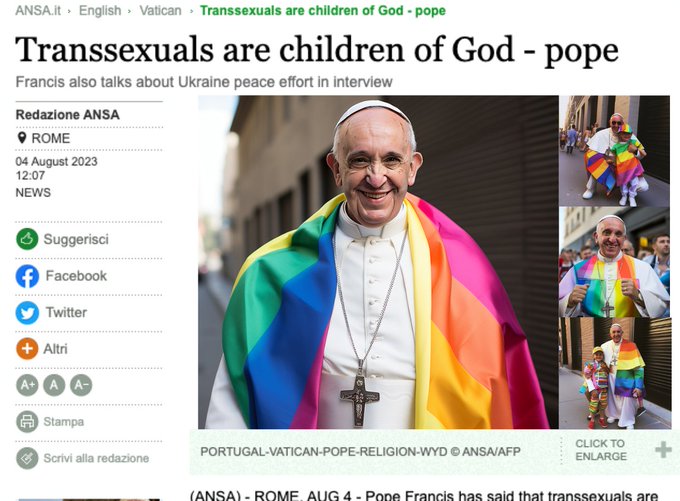 ANSA.it › English › Vatican › Transsexuals are children of God - pope
Transsexuals are children of God - pope
Francis also talks about Ukraine peace effort in interview
Redazione ANSA
ROME
04 August 2023
12:07
NEWS
Suggerisci
Facebook
Twitter
Altri
A+ A A-
Stampa
Scrivi alla redazione
PORTUGAL-VATICAN-POPE-RELIGION-WYD © ANSA/AFP
CLICK TO
ENLARGE
(ANSA) - ROME, AUG 4 - Pope Francis has said that transsexuals are